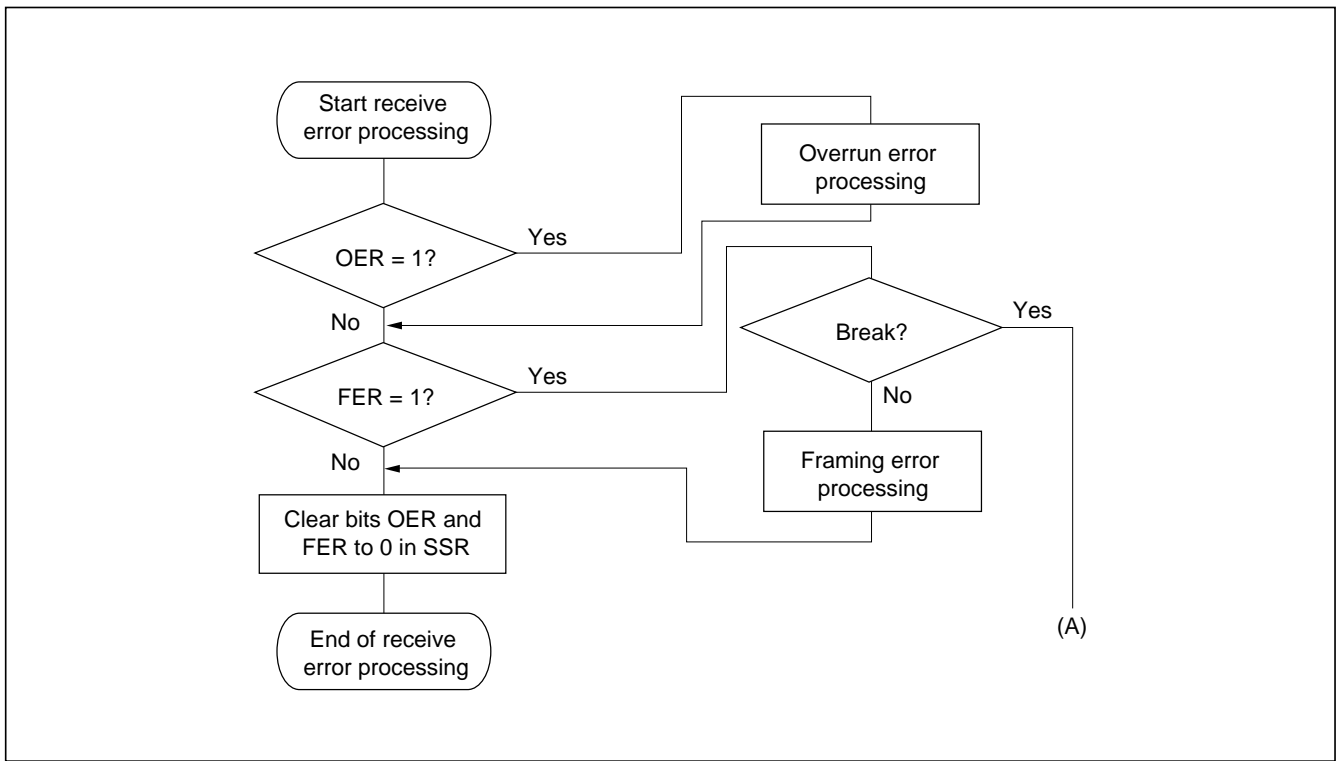 Start receive
error processing
OER = 1?
Yes
Overrun error
processing
No
FER = 1?
Yes
Break?
Yes
No
Framing error
processing
No
Clear bits OER and
FER to 0 in SSR
End of receive
error processing
(A)